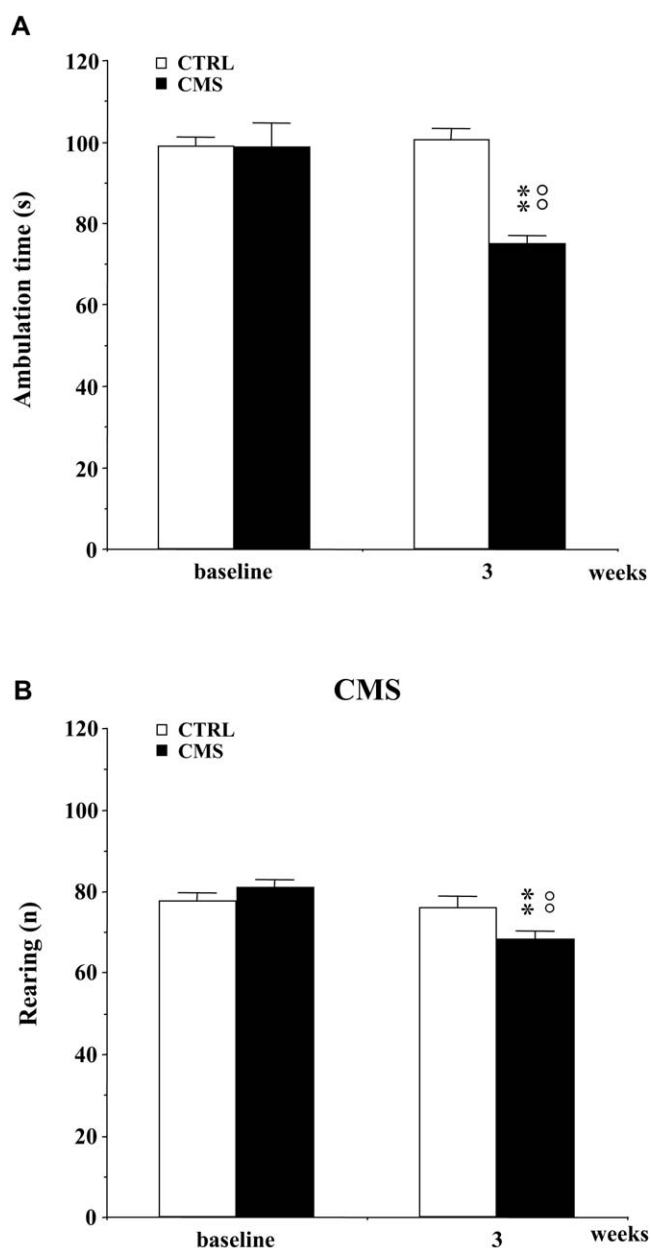 A
CTRL
CMS
120
100
80
60
40
20
0
Ambulation time (s)
* ○
* ○
baseline 3 weeks
B
CMS
CTRL
CMS
120
100
80
60
40
20
0
Rearing (n)
* ○
* ○
baseline 3 weeks